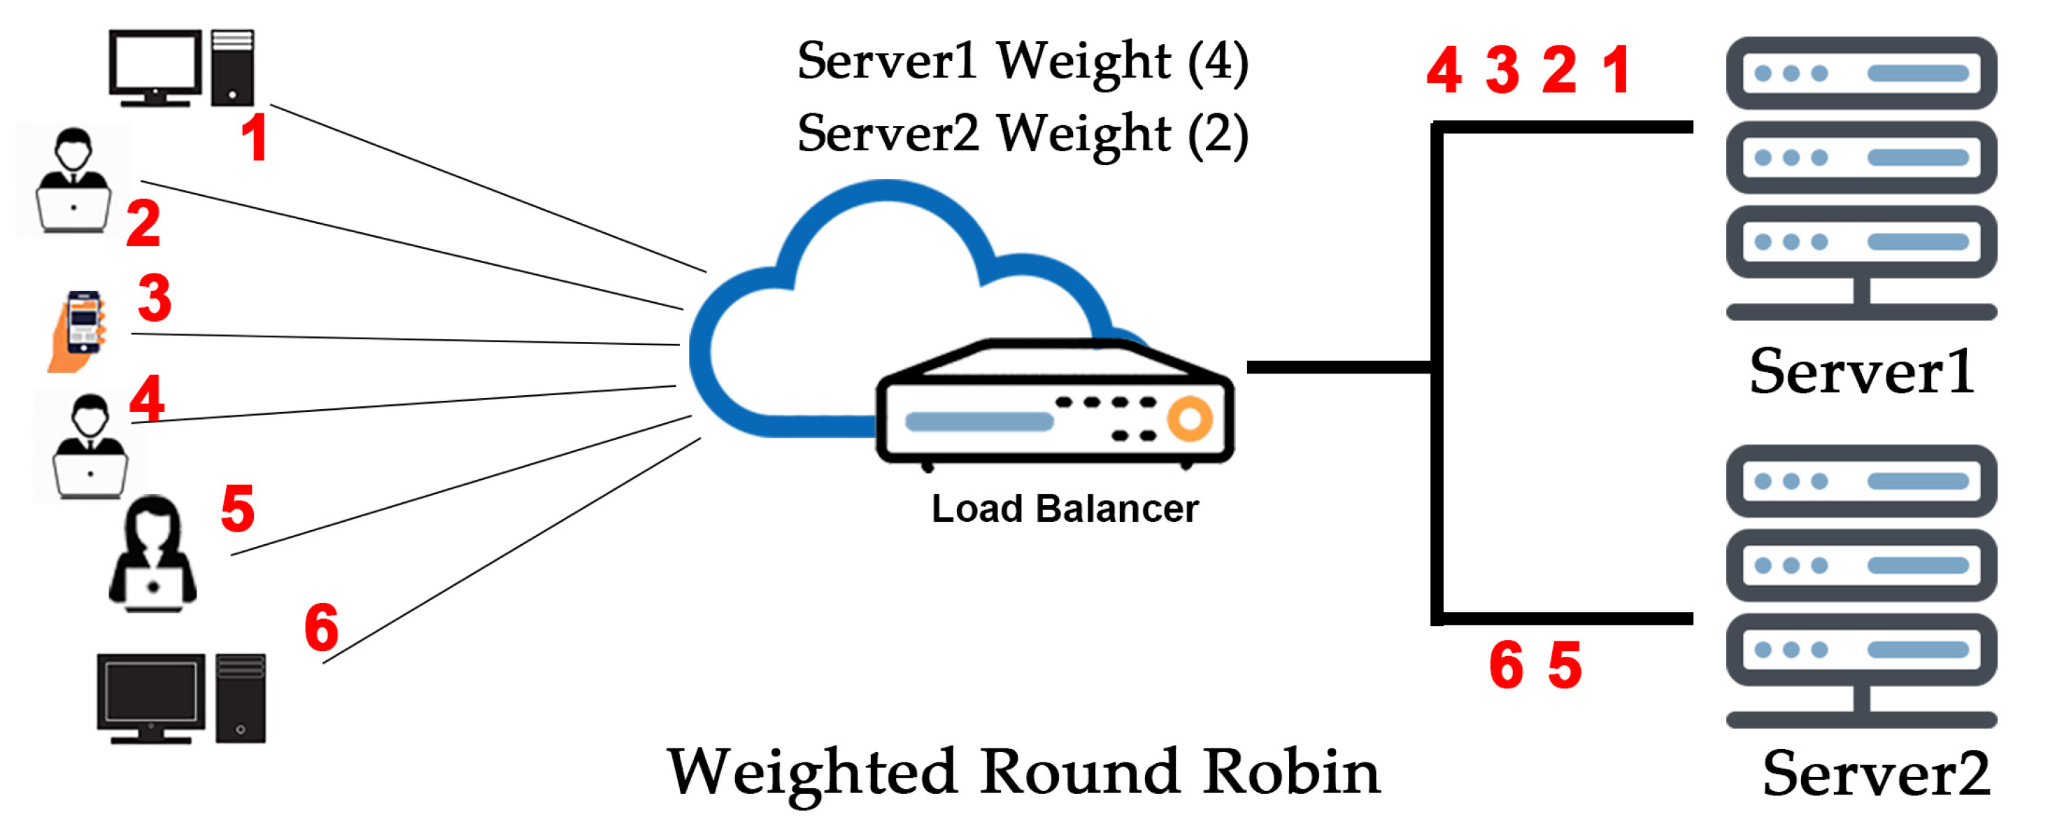 1
2
3
4
5
6
Server1 Weight (4)
Server2 Weight (2)
Load Balancer
4 3 2 1
Server1
6 5
Server2
Weighted Round Robin